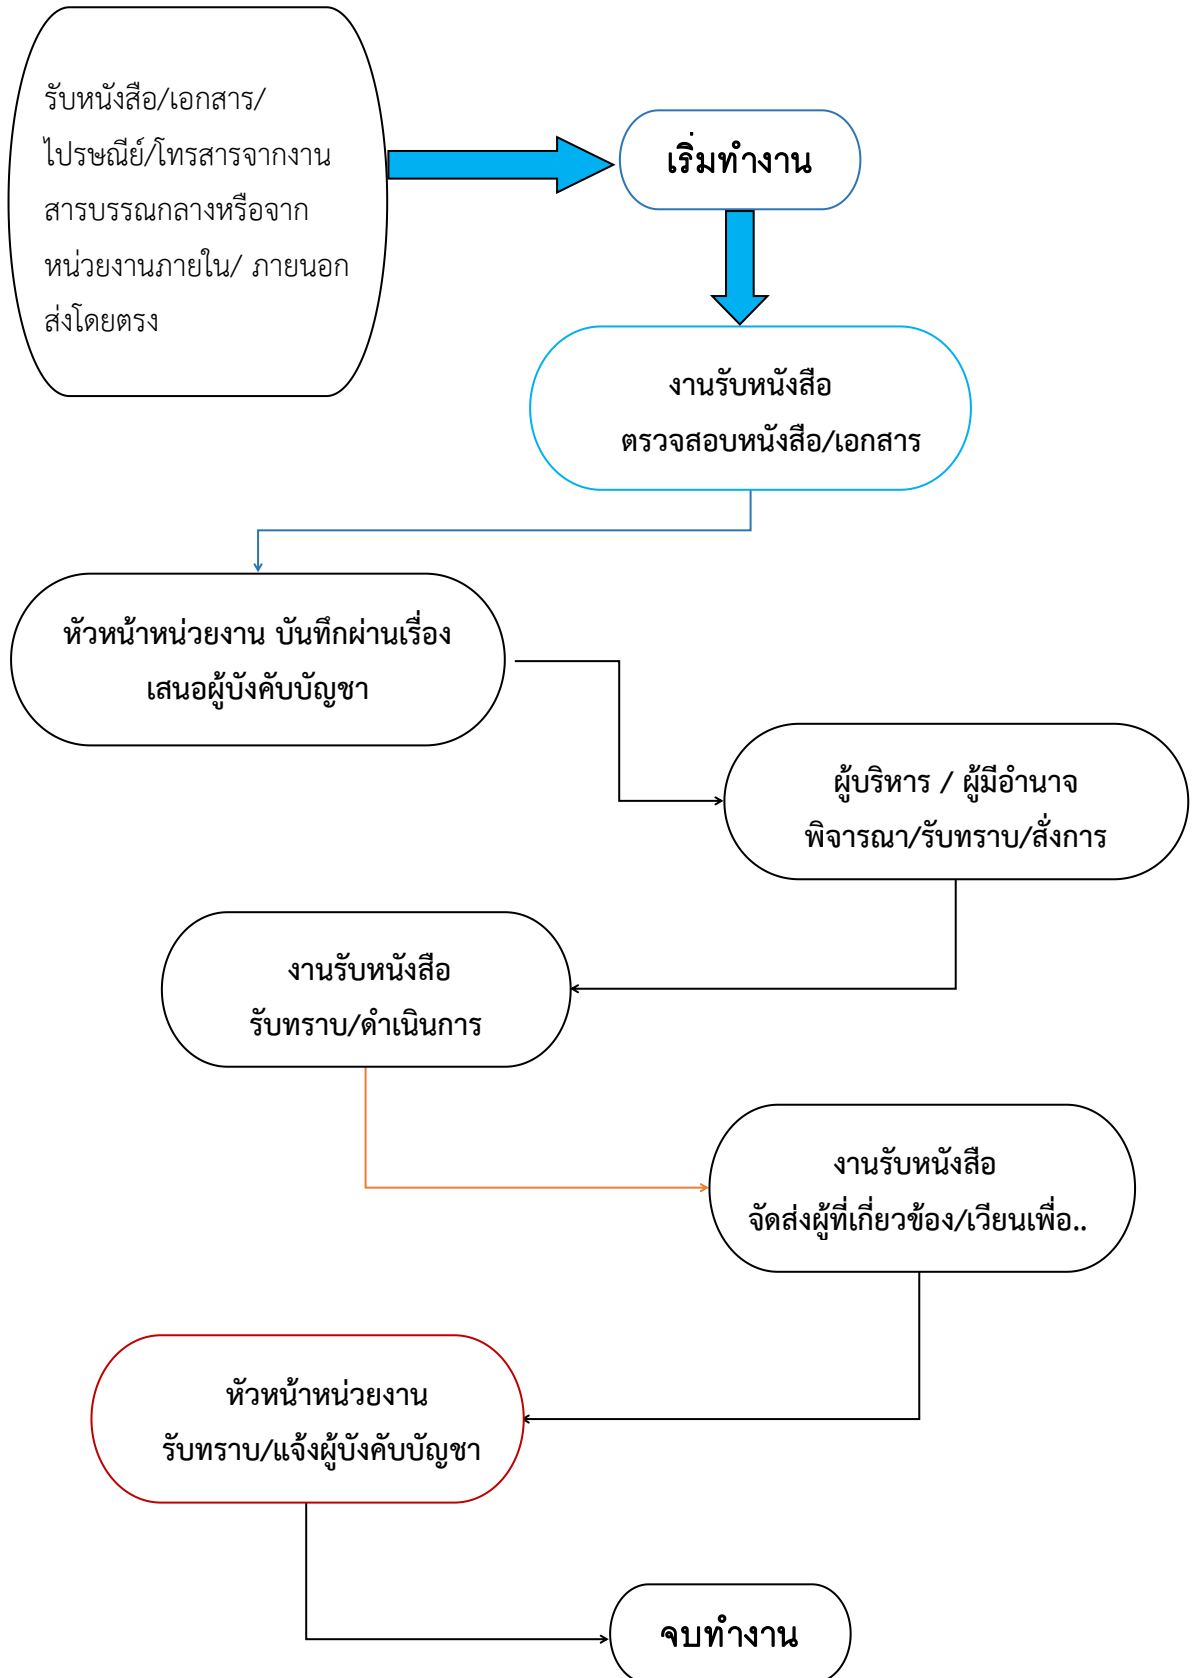 รับหนังสือ/เอกสาร/
ไปรษณีย์/โทรสารจากงาน
สารบรรณกลางหรือจาก
หน่วยงานภายใน/ ภายนอก
ส่งโดยตรง
เริ่มทำงาน
งานรับหนังสือ
ตรวจสอบหนังสือ/เอกสาร
หัวหน้าหน่วยงาน บันทึกผ่านเรื่อง
เสนอผู้บังคับบัญชา
ผู้บริหาร / ผู้มีอำนาจ
พิจารณา/รับทราบ/สั่งการ
งานรับหนังสือ
รับทราบ/ดำเนินการ
งานรับหนังสือ
จัดส่งผู้ที่เกี่ยวข้อง/เวียนเพื่อ..
หัวหน้าหน่วยงาน
รับทราบ/แจ้งผู้บังคับบัญชา
จบทำงาน